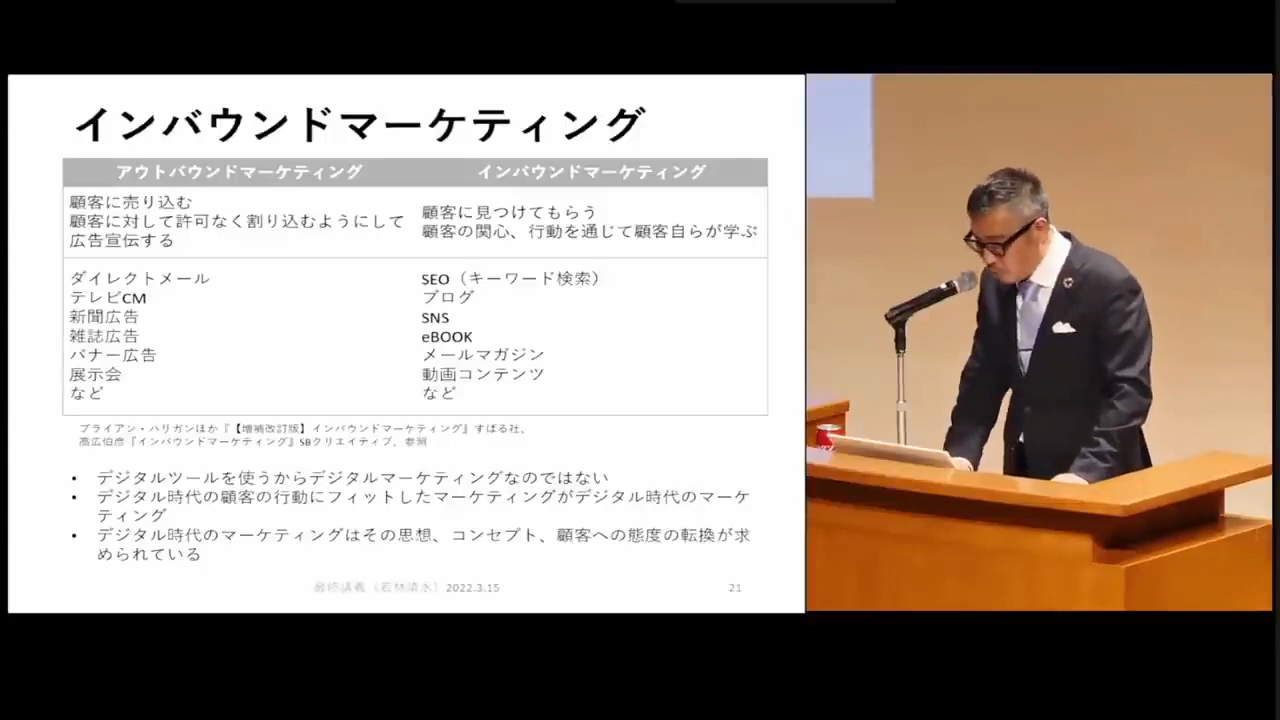 インバウンドマーケティング
アウトバウンドマーケティング
インバウンドマーケティング
顧客に売り込む
顧客に対して許可なく割り込むようにして
広告宣伝する
顧客に見つけてもらう
顧客の関心、行動を通じて顧客自らが学ぶ
ダイレクトメール
テレビCM
新聞広告
雑誌広告
バナー広告
展示会
など
SEO（キーワード検索）
ブログ
SNS
eBOOK
メールマガジン
動画コンテンツ
など
ブライアン・ハリガンほか『【増補改訂版】インバウンドマーケティング』すばる社、
高広伯彦『インバウンドマーケティング』SBクリエイティブ、参照
• デジタルツールを使うからデジタルマーケティングなのではない
• デジタル時代の顧客の行動にフィットしたマーケティングがデジタル時代のマーケ
ティング
• デジタル時代のマーケティングはその思想、コンセプト、顧客への態度の転換が求
められている
最終講義（若林靖永）2022.3.15
21